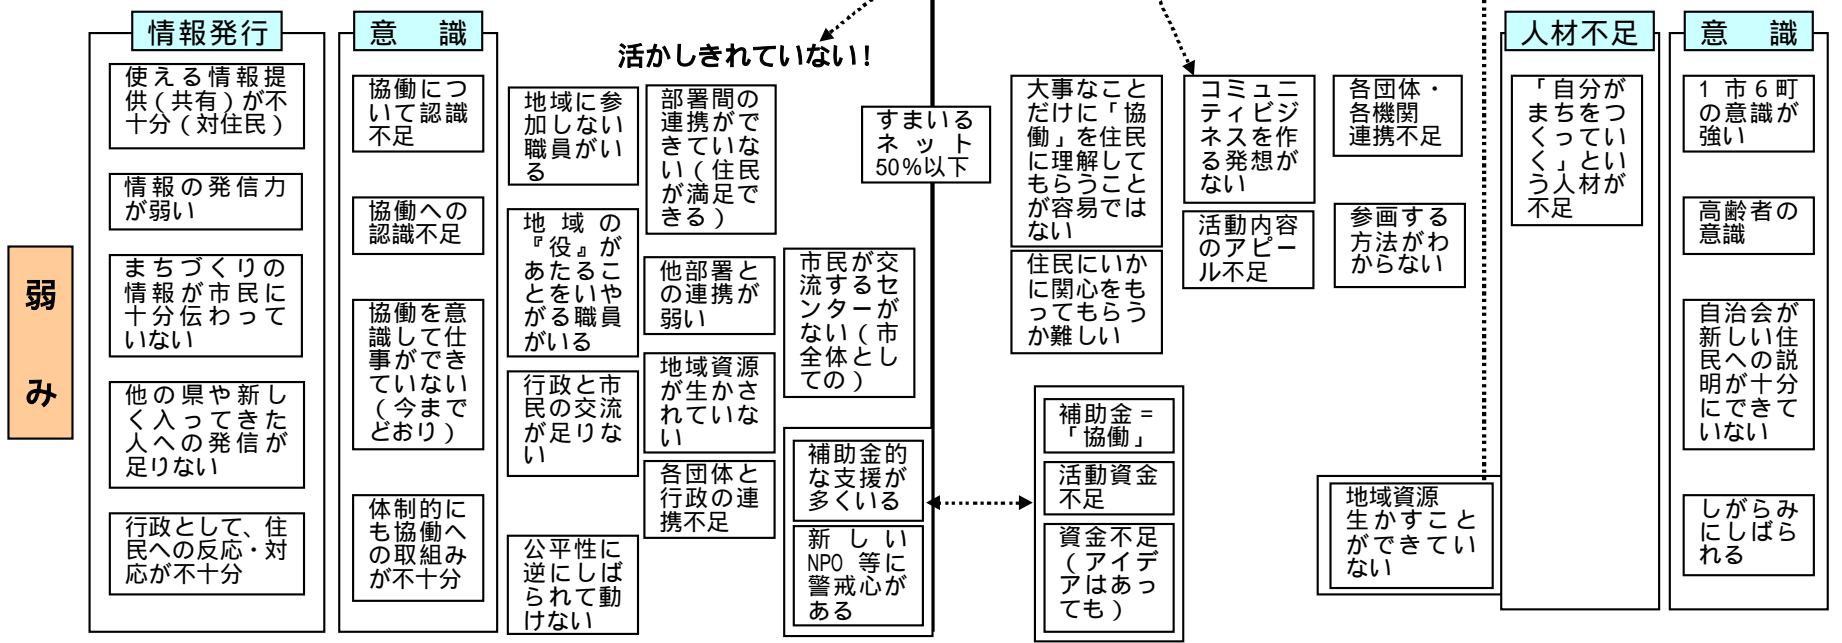 弱
み
情報発行
使える情報提
供(共有)が不
十分(対住民)
情報の発信力
が弱い
まちづくりの
情報が市民に
十分伝わって
いない
他の県や新し
く入ってきた
人への発信が
足りない
行政として、住
民への反応・対
応が不十分
意 識
協働につ
いて認識
不足
協働への
認識不足
協働を意
識して仕
事ができ
ていない
(今まで
どおり)
体制的に
も協働へ
の取組み
が不十分
活かしきれていない!
地域に参
加しない
職員がい
る
地域の
『役』が
あたるこ
とをいや
がる職員
がいる
行政と市
民の交流
が足りな
い
公平性に
逆にしば
られて動
けない
部署間の
連携がで
きていな
い(住民
が満足で
きる)
他部署と
の連携が
弱い
地域資源
が生かさ
れていな
い
各団体と
行政の連
携不足
市民が交
流するセ
ンターが
ない(市
全体とし
ての)
補助金的
な支援が
多くいる
新しい
NPO 等に
警戒心が
ある
すまいる
ネット
50%以下
大事なこと
だけに「協
働」を住民
に理解して
もらうこと
が容易では
ない
住民にいか
に関心をも
ってもらう
か難しい
補助金=
「協働」
活動資金
不足
資金不足
(アイデ
アはあっ
ても)
コミュニ
ティビジ
ネスを作
る発想が
ない
活動内容
のアピー
ル不足
各団体・
各機関
連携不足
参画する
方法がわ
からない
地域資源
生かすこと
ができてい
ない
人材不足
「自分が
まちをつ
くってい
く」とい
う人材が
不足
意 識
1市6町
の意識が
強い
高齢者の
意識
自治会が
新しい住
民への説
明が十分
にできて
いない
しがらみ
にしばら
れる